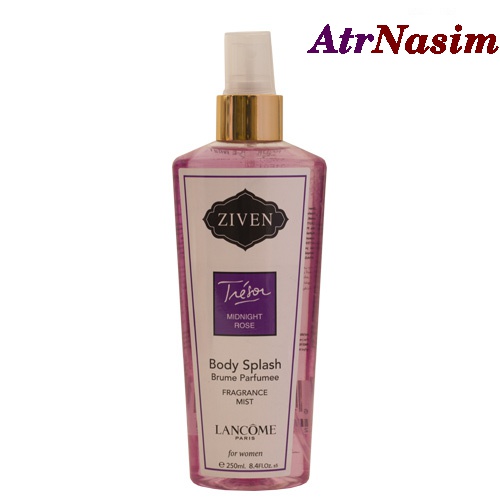 AtrNasim
ZIVEN
Trésor
MIDNIGHT
ROSE
Body Splash
Brume Parfumee
FRAGRANCE
MIST
LANCÔME
PARIS
for women
℮ 250ml. 8.4Fl.oz. ea